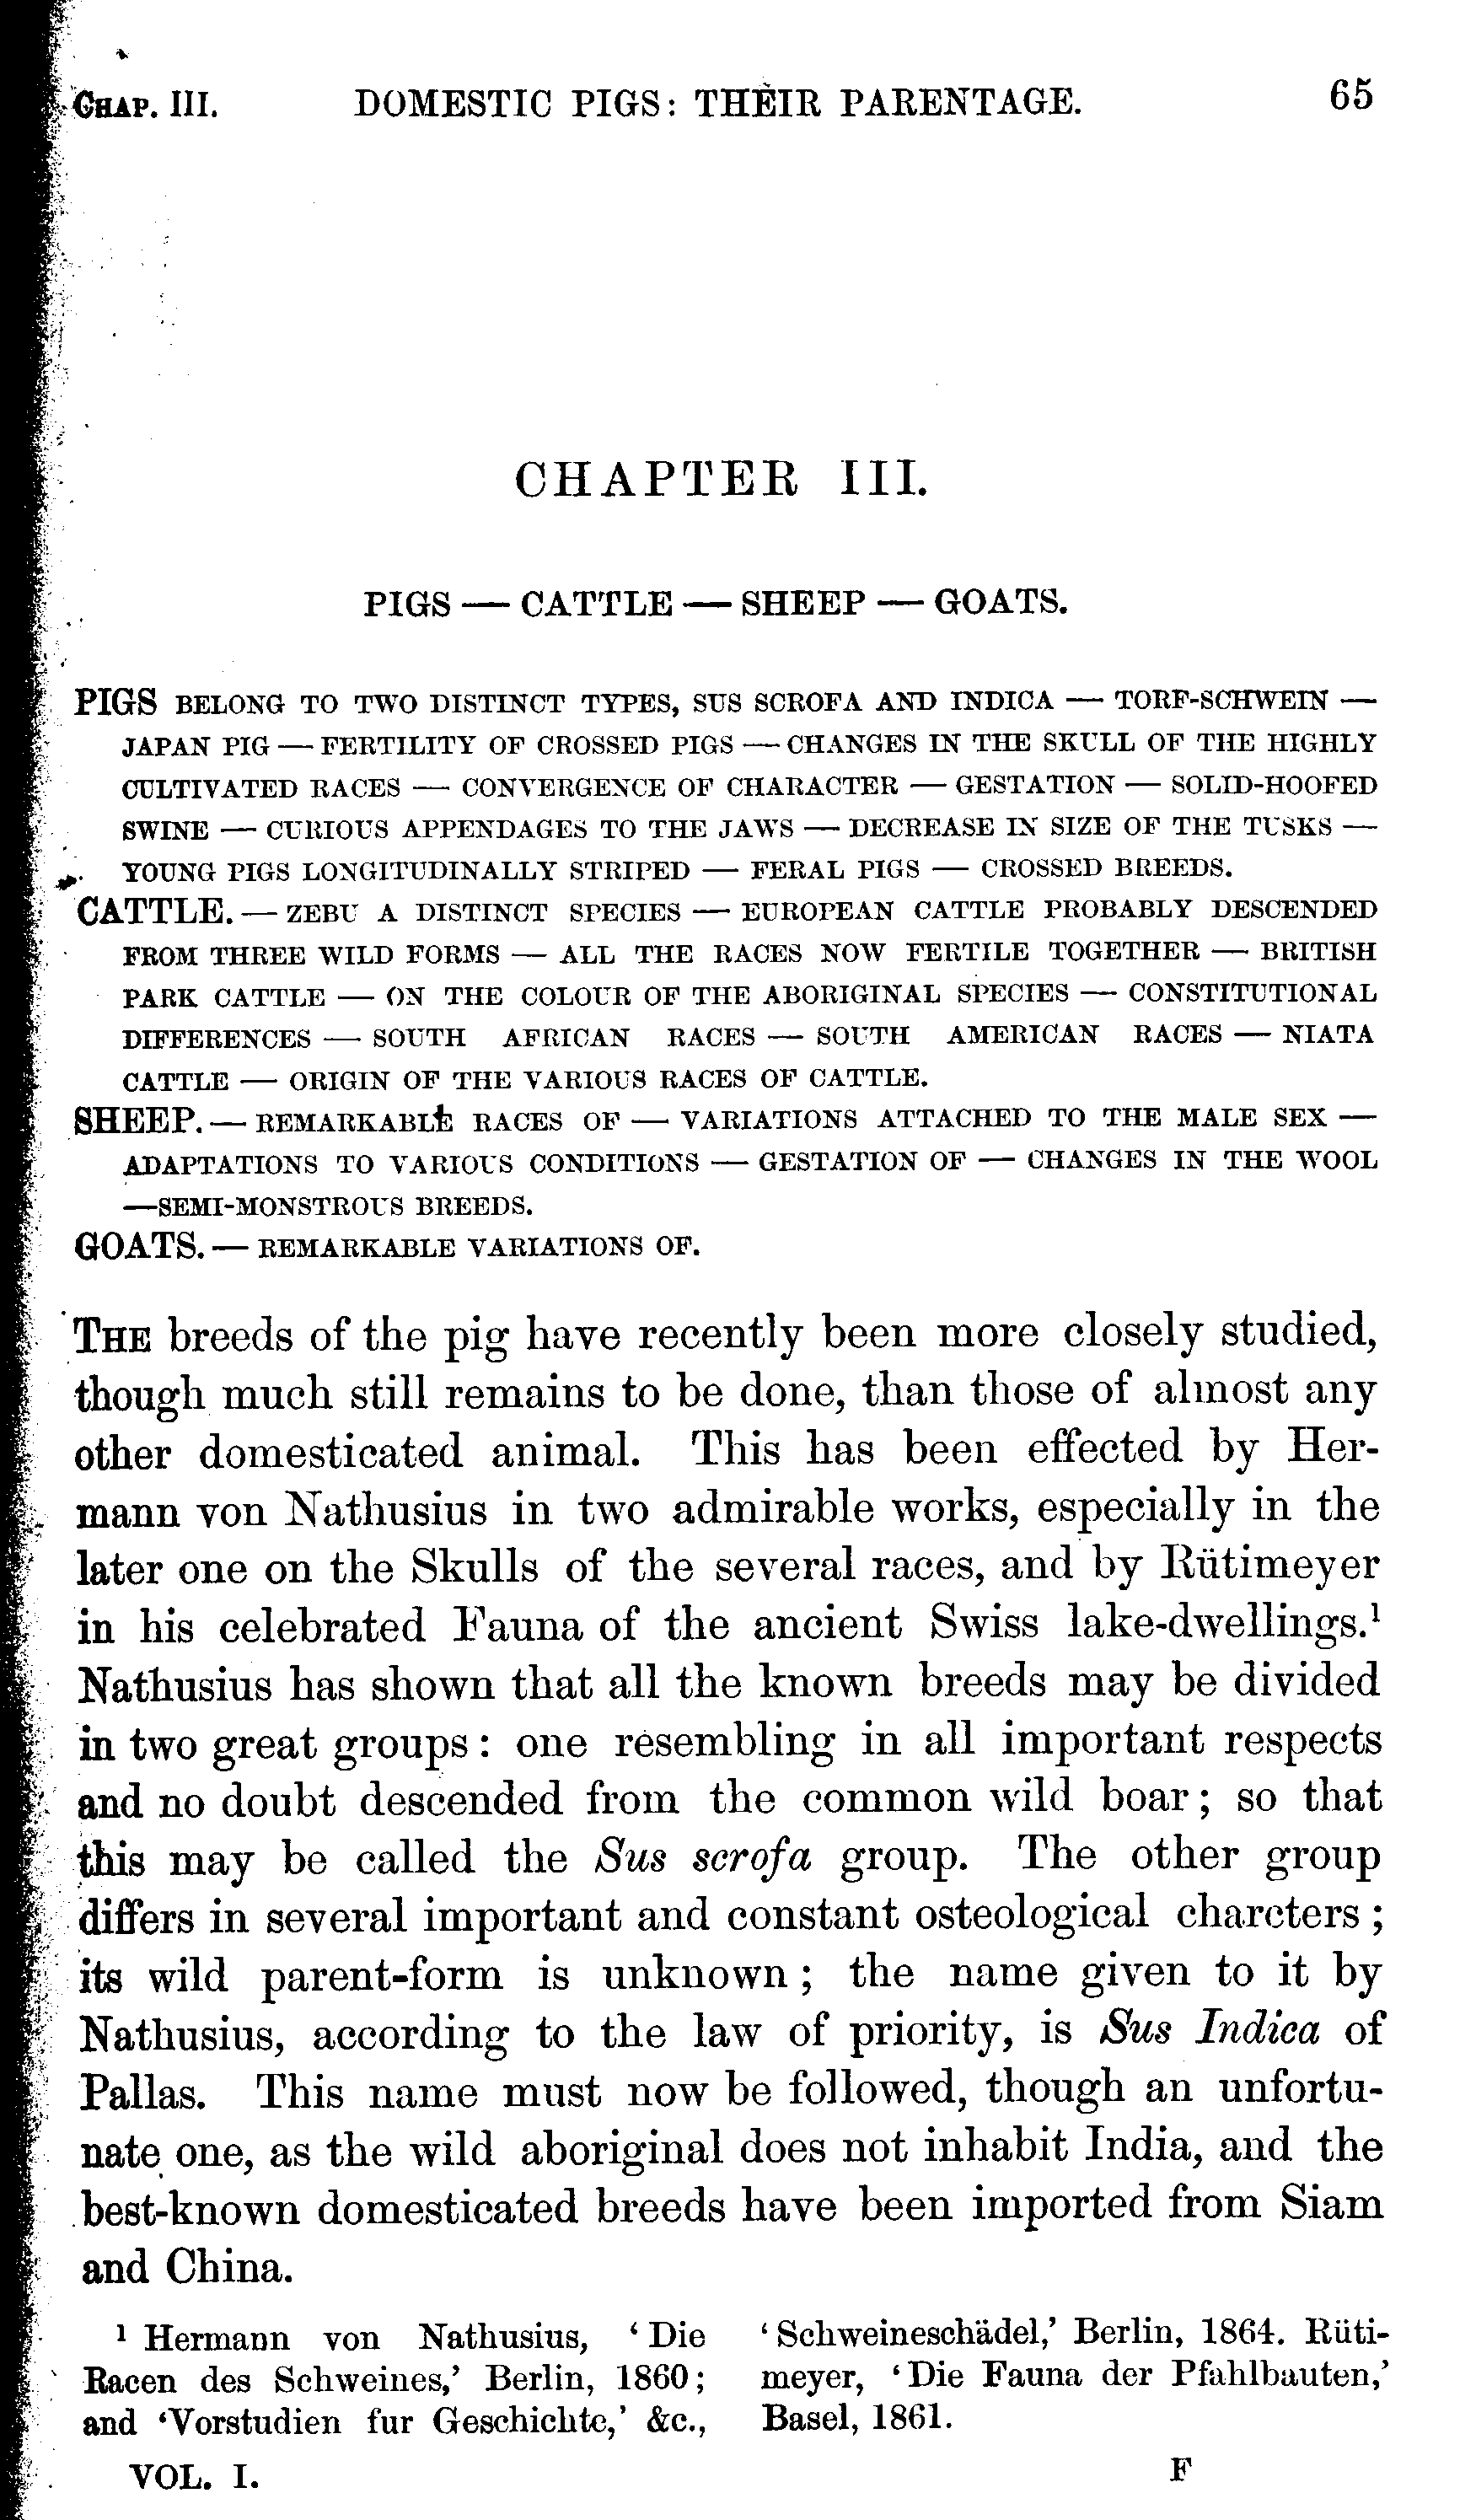 CHAP. III. DOMESTIC PIGS: THEIR PARENTAGE. 65
CHAPTER III.
PIGS — CATTLE — SHEEP — GOATS.
PIGS BELONG TO TWO DISTINCT TYPES, SUS SCROFA AND INDICA — TORF-SCHWEIN —
JAPAN PIG — FERTILITY OF CROSSED PIGS — CHANGES IN THE SKULL OF THE HIGHLY
CULTIVATED RACES — CONVERGENCE OF CHARACTER — GESTATION — SOLID-HOOFED
SWINE — CURIOUS APPENDAGES TO THE JAWS — DECREASE IN SIZE OF THE TUSKS —
YOUNG PIGS LONGITUDINALLY STRIPED — FERAL PIGS — CROSSED BREEDS.
CATTLE. — ZEBU A DISTINCT SPECIES — EUROPEAN CATTLE PROBABLY DESCENDED
FROM THREE WILD FORMS — ALL THE RACES NOW FERTILE TOGETHER — BRITISH
PARK CATTLE — ON THE COLOUR OF THE ABORIGINAL SPECIES — CONSTITUTIONAL
DIFFERENCES — SOUTH AFRICAN RACES — SOUTH AMERICAN RACES — NIATA
CATTLE — ORIGIN OF THE VARIOUS RACES OF CATTLE.
SHEEP. — REMARKABLE RACES OF — VARIATIONS ATTACHED TO THE MALE SEX —
ADAPTATIONS TO VARIOUS CONDITIONS — GESTATION OF — CHANGES IN THE WOOL
—SEMI-MONSTROUS BREEDS.
GOATS. — REMARKABLE VARIATIONS OF.
THE breeds of the pig have recently been more closely studied,
though much still remains to be done, than those of almost any
other domesticated animal. This has been effected by Her-
mann von Nathusius in two admirable works, especially in the
later one on the Skulls of the several races, and by Rütimeyer
in his celebrated Fauna of the ancient Swiss lake-dwellings.¹
Nathusius has shown that all the known breeds may be divided
in two great groups: one resembling in all important respects
and no doubt descended from the common wild boar; so that
this may be called the Sus scrofa group. The other group
differs in several important and constant osteological charcters;
its wild parent-form is unknown; the name given to it by
Nathusius, according to the law of priority, is Sus Indica of
Pallas. This name must now be followed, though an unfortu-
nate one, as the wild aboriginal does not inhabit India, and the
best-known domesticated breeds have been imported from Siam
and China.
¹ Hermann von Nathusius, 'Die
Racen des Schweines,' Berlin, 1860;
and 'Vorstudien fur Geschichte,' &c.,
'Schweineschädel,' Berlin, 1864. Rüti-
meyer, 'Die Fauna der Pfahlbauten,'
Basel, 1861.
VOL. I. F